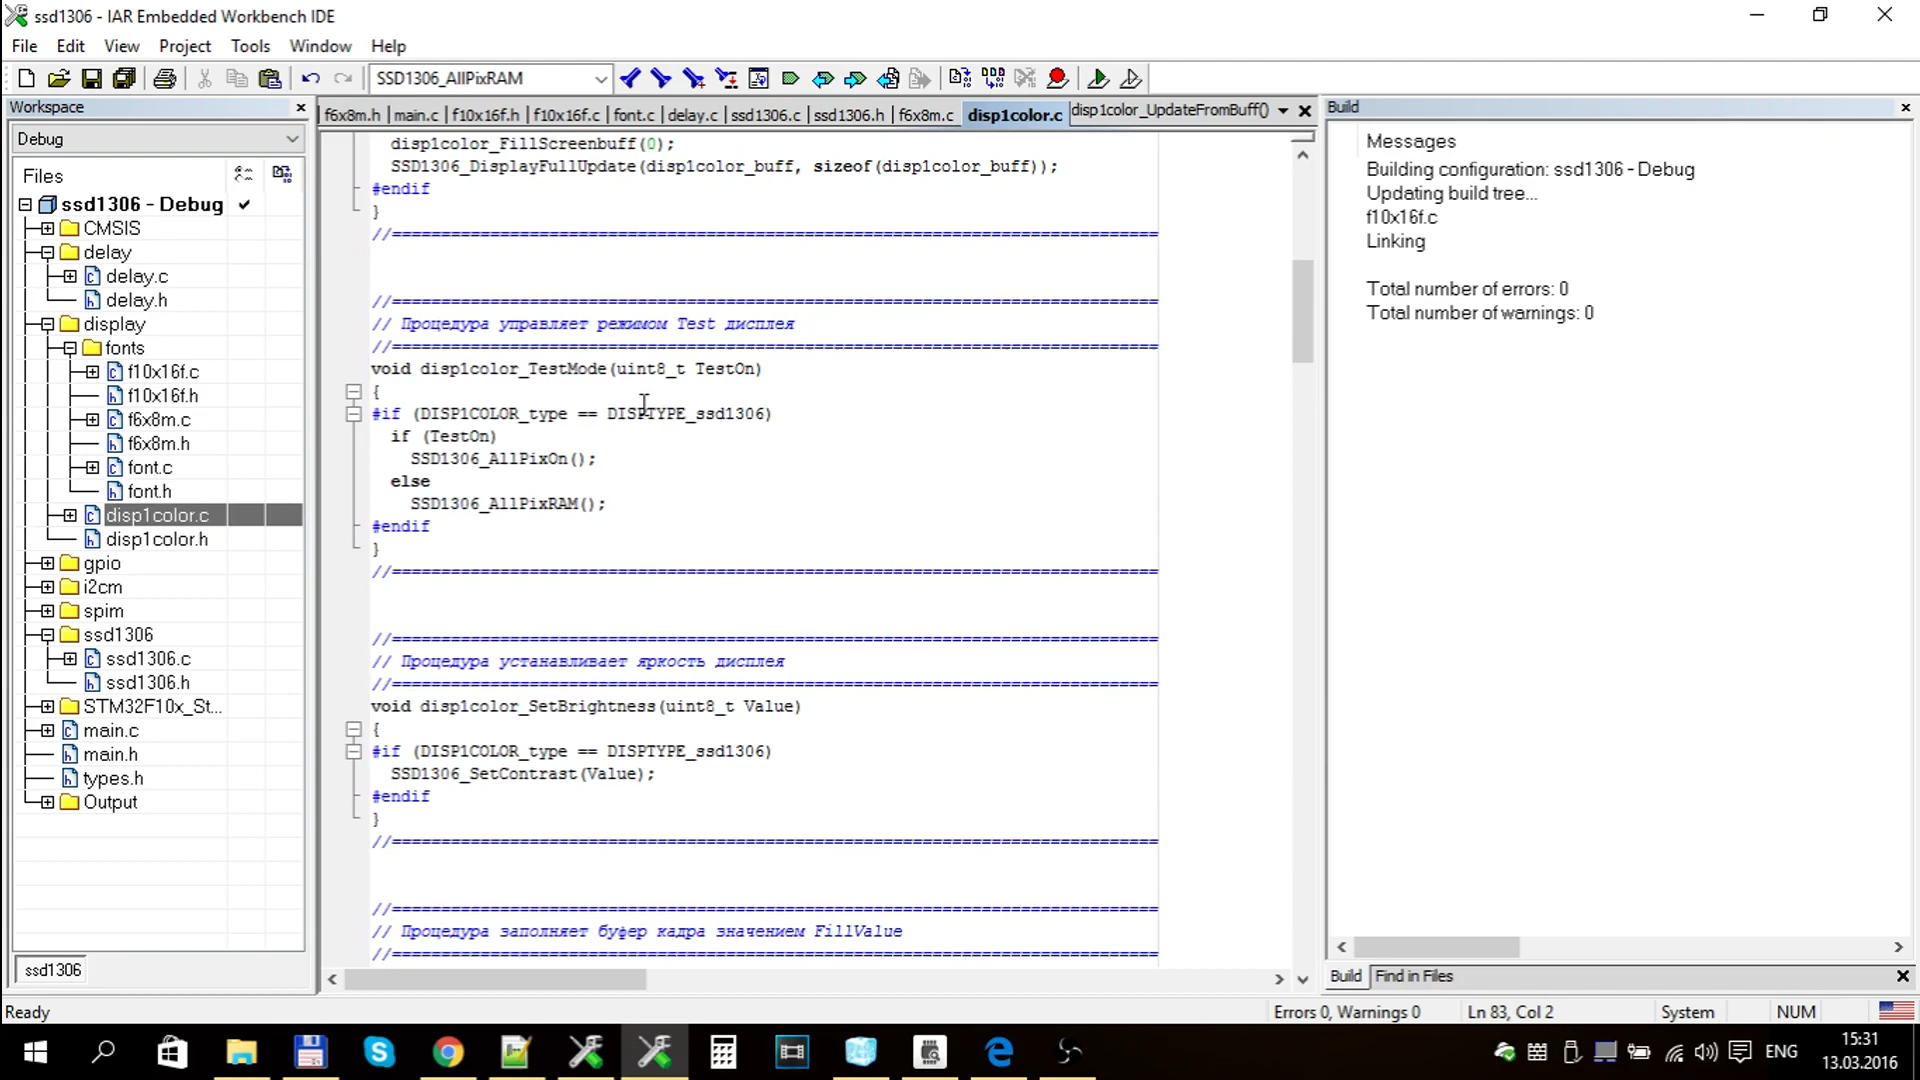 ssd1306 - IAR Embedded Workbench IDE
File Edit View Project Tools Window Help
SSD1306_AllPixRAM
Workspace
Debug
Files
ssd1306 - Debug
CMSIS
delay
delay.c
delay.h
display
fonts
f10x16f.c
f10x16f.h
f6x8m.c
f6x8m.h
font.c
font.h
disp1color.c
disp1color.h
gpio
i2cm
spim
ssd1306
ssd1306.c
ssd1306.h
STM32F10x_St...
main.c
main.h
types.h
Output
ssd1306
f6x8m.h main.c f10x16f.h f10x16f.c font.c delay.c ssd1306.c ssd1306.h f6x8m.c disp1color.c disp1color_UpdateFromBuff()
disp1color_FillScreenbuff(0);
SSD1306_DisplayFullUpdate(disp1color_buff, sizeof(disp1color_buff));
#endif
}
//==============================================================================
//==============================================================================
// Процедура управляет режимом Test дисплея
//==============================================================================
void disp1color_TestMode(uint8_t TestOn)
{
#if (DISP1COLOR_type == DISPTYPE_ssd1306)
if (TestOn)
SSD1306_AllPixOn();
else
SSD1306_AllPixRAM();
#endif
}
//==============================================================================
//==============================================================================
// Процедура устанавливает яркость дисплея
//==============================================================================
void disp1color_SetBrightness(uint8_t Value)
{
#if (DISP1COLOR_type == DISPTYPE_ssd1306)
SSD1306_SetContrast(Value);
#endif
}
//==============================================================================
//==============================================================================
// Процедура заполняет буфер кадра значением FillValue
//==============================================================================
Build
Messages
Building configuration: ssd1306 - Debug
Updating build tree...
f10x16f.c
Linking
Total number of errors: 0
Total number of warnings: 0
Build Find in Files
Ready
Errors 0, Warnings 0 Ln 83, Col 2 System NUM
ENG
15:31
13.03.2016